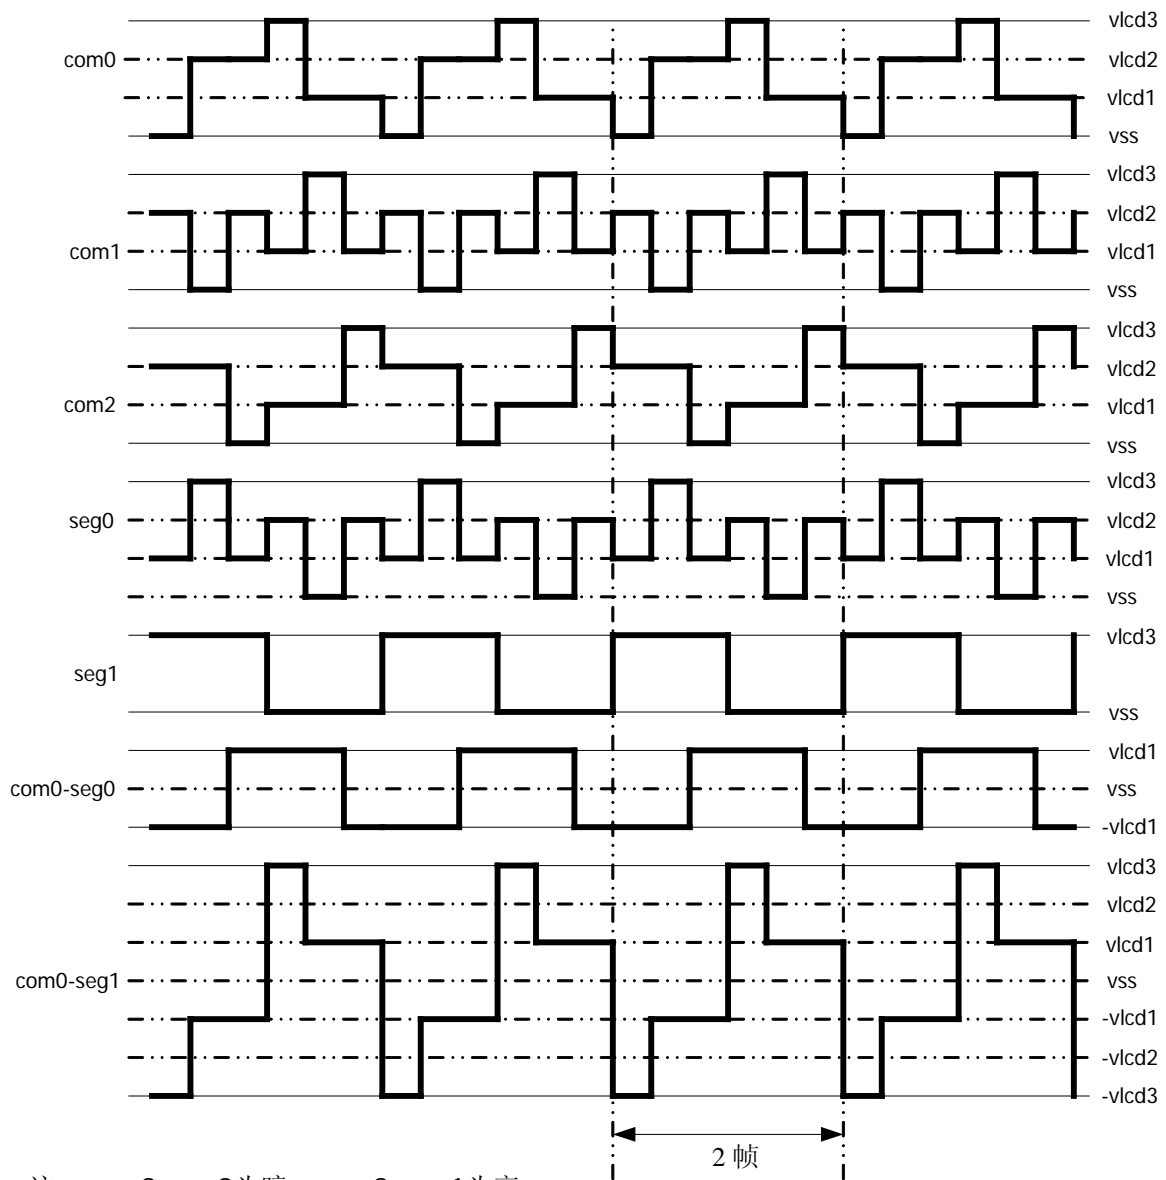 vlcd3
com0
vlcd2
vlcd1
vss
vlcd3
vlcd2
com1
vlcd1
vss
vlcd3
vlcd2
com2
vlcd1
vss
vlcd3
seg0
vlcd2
vlcd1
vss
vlcd3
seg1
vss
vlcd1
com0-seg0
vss
-vlcd1
vlcd3
vlcd2
vlcd1
com0-seg1
vss
-vlcd1
-vlcd2
-vlcd3
2 帧